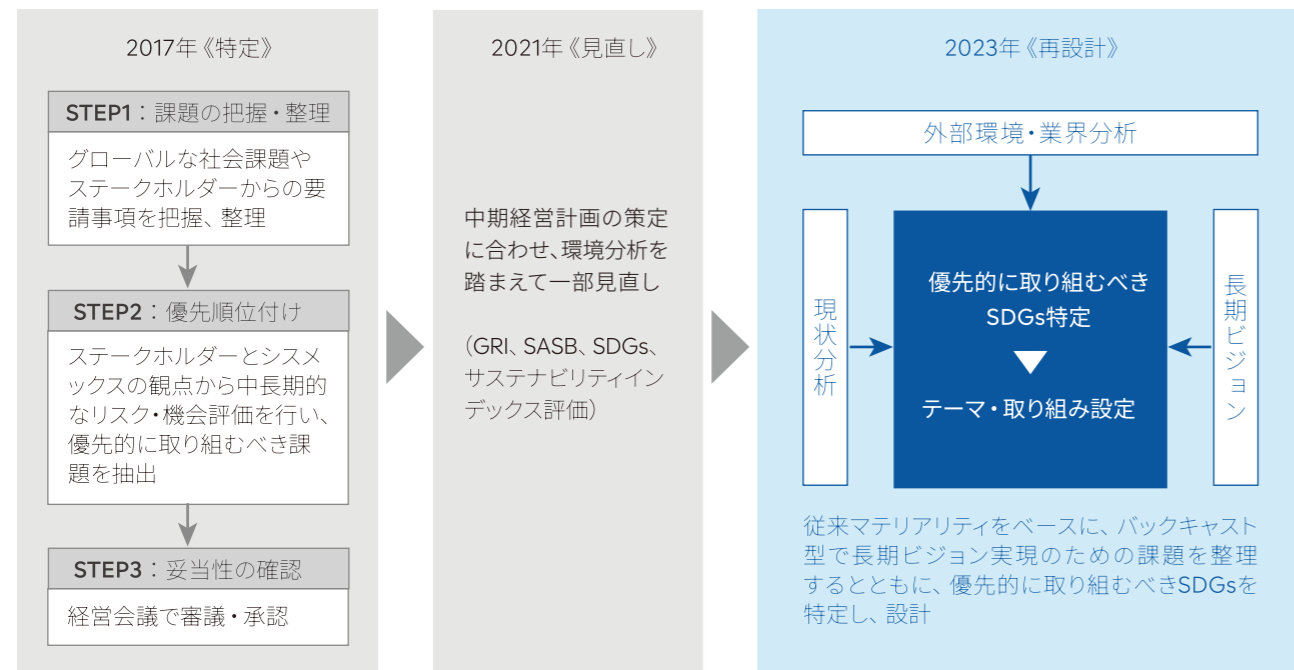 2017年《特定》
STEP1：課題の把握・整理
グローバルな社会課題や
ステークホルダーからの要
請事項を把握、整理
STEP2：優先順位付け
ステークホルダーとシスメ
ックスの観点から中長期的
なリスク・機会評価を行い、
優先的に取り組むべき課
題を抽出
STEP3：妥当性の確認
経営会議で審議・承認
2021年《見直し》
中期経営計画の策定
に合わせ、環境分析を
踏まえて一部見直し
（GRI、SASB、SDGs、
サステナビリティイン
デックス評価）
2023年《再設計》
外部環境・業界分析
現状分析
優先的に取り組むべき
SDGs特定
テーマ・取り組み設定
長期ビジョン
従来マテリアリティをベースに、バックキャスト
型で長期ビジョン実現のための課題を整理
するとともに、優先的に取り組むべきSDGsを
特定し、設計